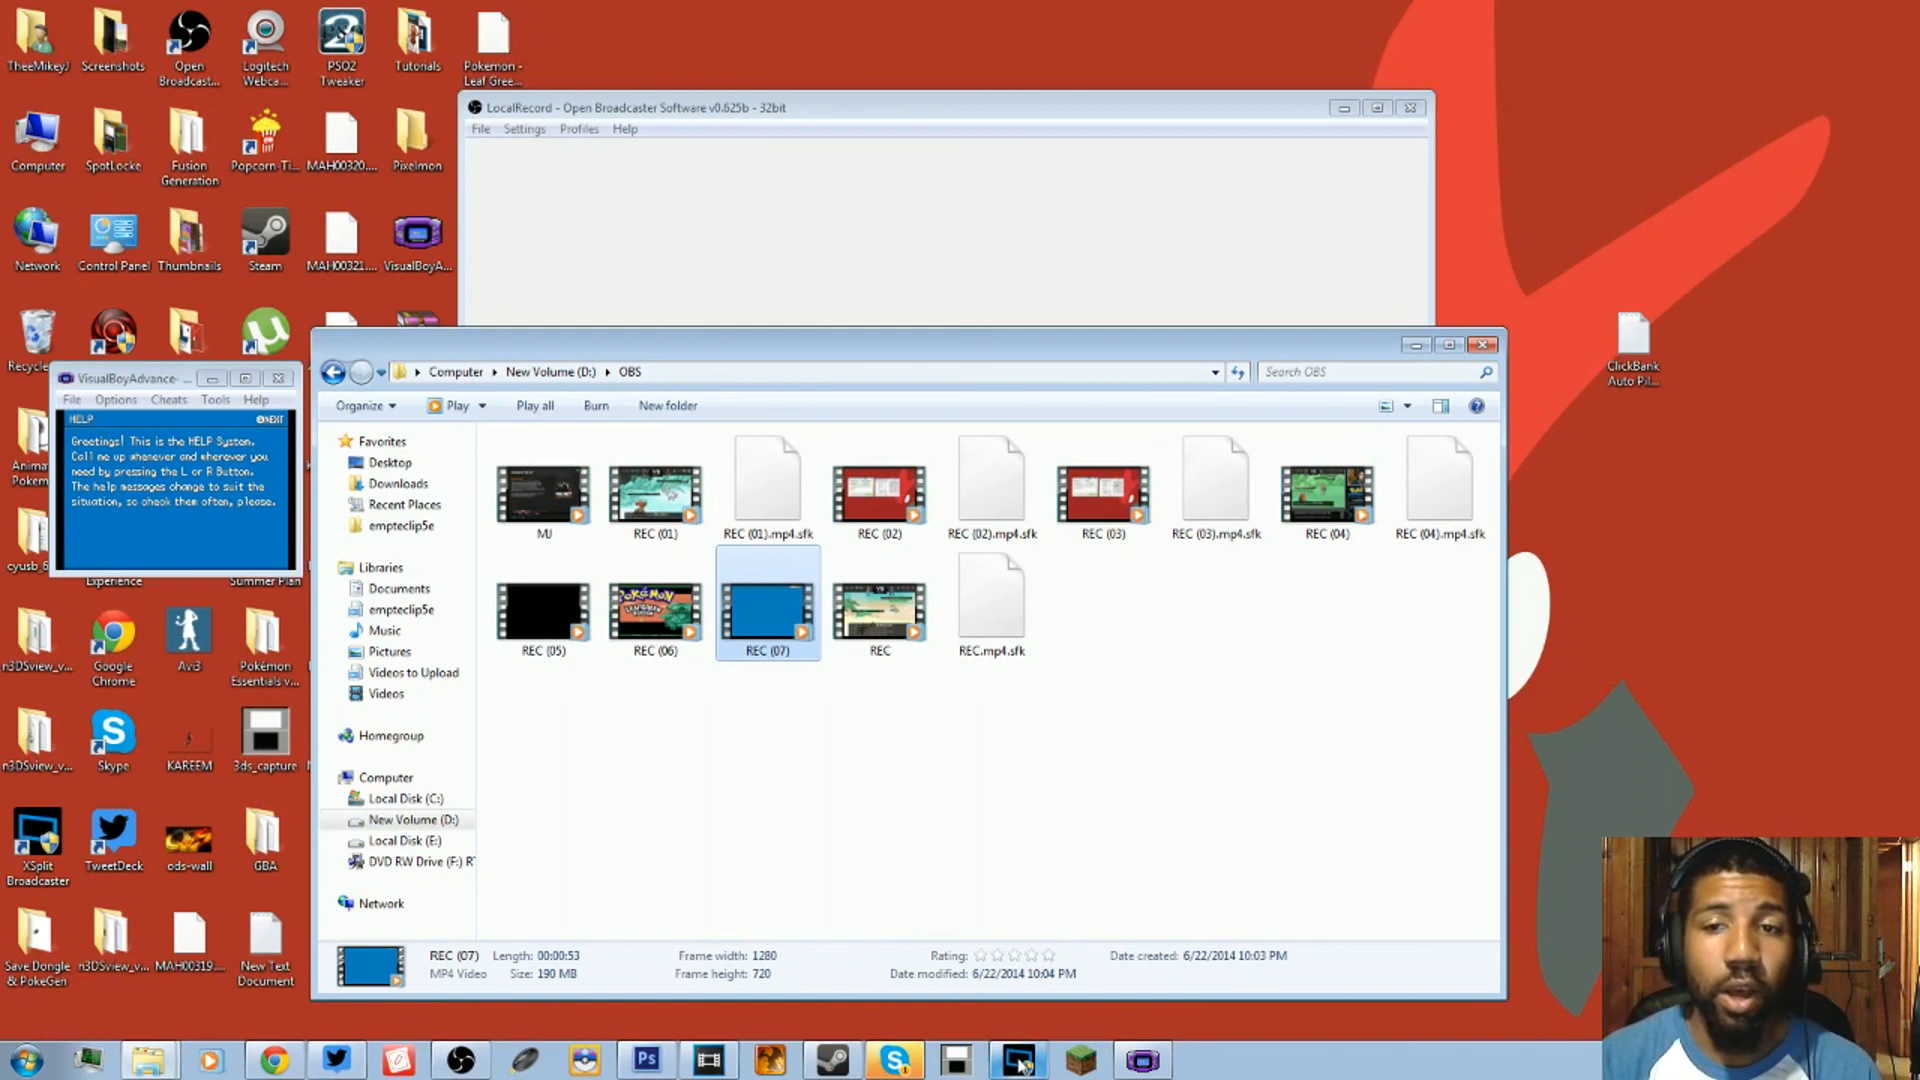 TheeMikeyJ
Screenshots
Open
Broadcast...
Logitech
Webca...
PSO2
Tweaker
Tutorials
Pokemon -
Leaf Gree...
LocalRecord - Open Broadcaster Software v0.625b - 32bit
File Settings Profiles Help
Computer
SpotLocke
Fusion
Generation
Popcorn-Ti...
MAH00320....
Pixelmon
Network
Control Panel
Thumbnails
Steam
MAH00321....
VisualBoyA...
Recycle
ClickBank
Auto Pil...
VisualBoyAdvance- ...
File Options Cheats Tools Help
HELP
NEXT
Greetings! This is the HELP System.
Call me up whenever and wherever you
need by pressing the L or R Button.
The help messages change to suit the
situation, so check them often, please.
Anima
Pokem
cyusb_
Experience
Summer Plan
Computer
New Volume (D:)
OBS
Search OBS
Organize
Play
Play all
Burn
New folder
Favorites
Desktop
Downloads
Recent Places
empteclip5e
Libraries
Documents
empteclip5e
Music
Pictures
Videos to Upload
Videos
Homegroup
Computer
Local Disk (C:)
New Volume (D:)
Local Disk (E:)
DVD RW Drive (F:) R
Network
MJ
REC (01)
REC (01).mp4.sfk
REC (02)
REC (02).mp4.sfk
REC (03)
REC (03).mp4.sfk
REC (04)
REC (04).mp4.sfk
REC (05)
POKéMON
REC (06)
REC (07)
REC
REC.mp4.sfk
n3DSview_v...
Google
Chrome
Avi3
Pokémon
Essentials v...
n3DSview_v...
Skype
KAREEM
3ds_capture
XSplit
Broadcaster
TweetDeck
ods-wall
GBA
Save Dongle
& PokeGen
n3DSview_v...
MAH00319....
New Text
Document
REC (07)
MP4 Video
Length: 00:00:53
Size: 190 MB
Frame width: 1280
Frame height: 720
Rating:
Date modified: 6/22/2014 10:04 PM
Date created: 6/22/2014 10:03 PM
Ps